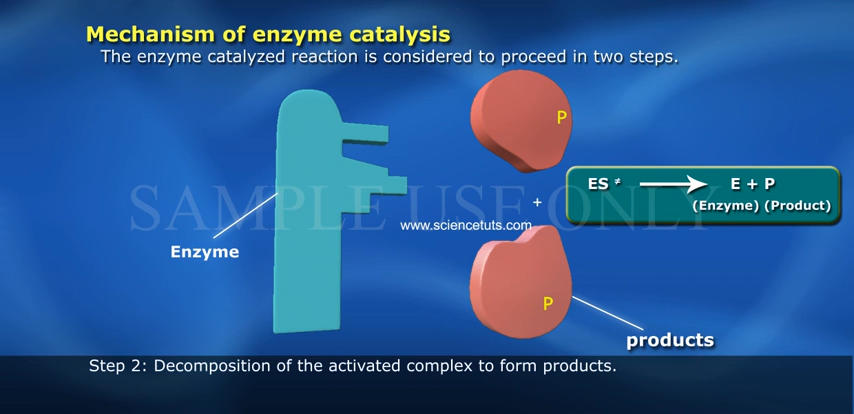 Mechanism of enzyme catalysis
The enzyme catalyzed reaction is considered to proceed in two steps.
P
ES ≠ ⟶ E + P
(Enzyme) (Product)
SAMPLE USE ONLY
+
www.sciencetuts.com
Enzyme
P
products
Step 2: Decomposition of the activated complex to form products.